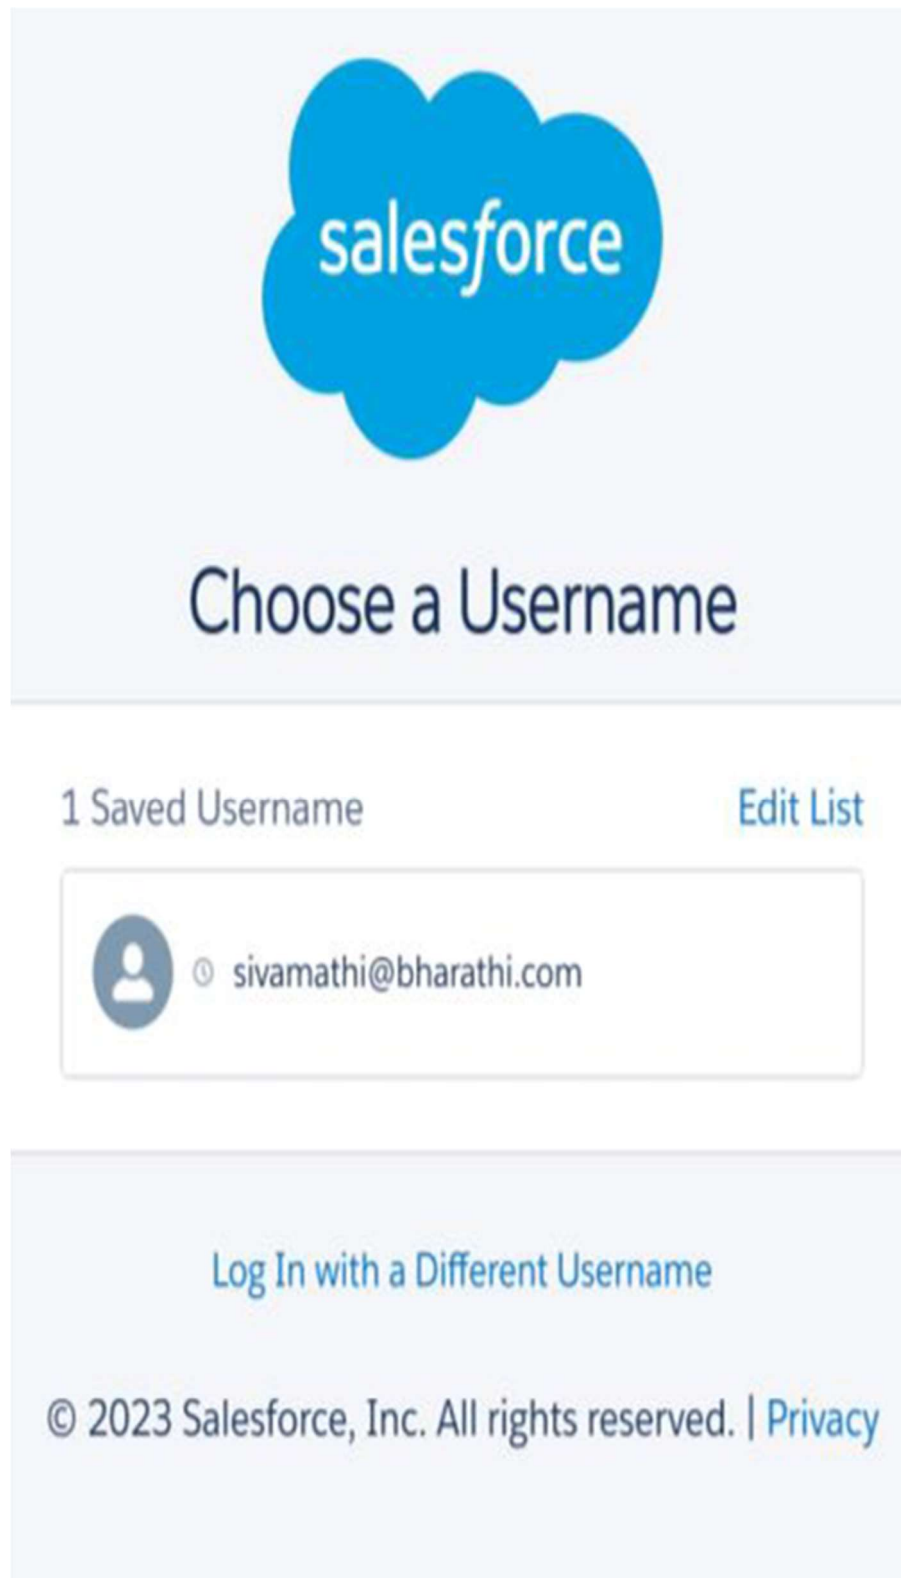 salesforce
Choose a Username
1 Saved Username Edit List
sivamathi@bharathi.com
Log In with a Different Username
© 2023 Salesforce, Inc. All rights reserved. | Privacy